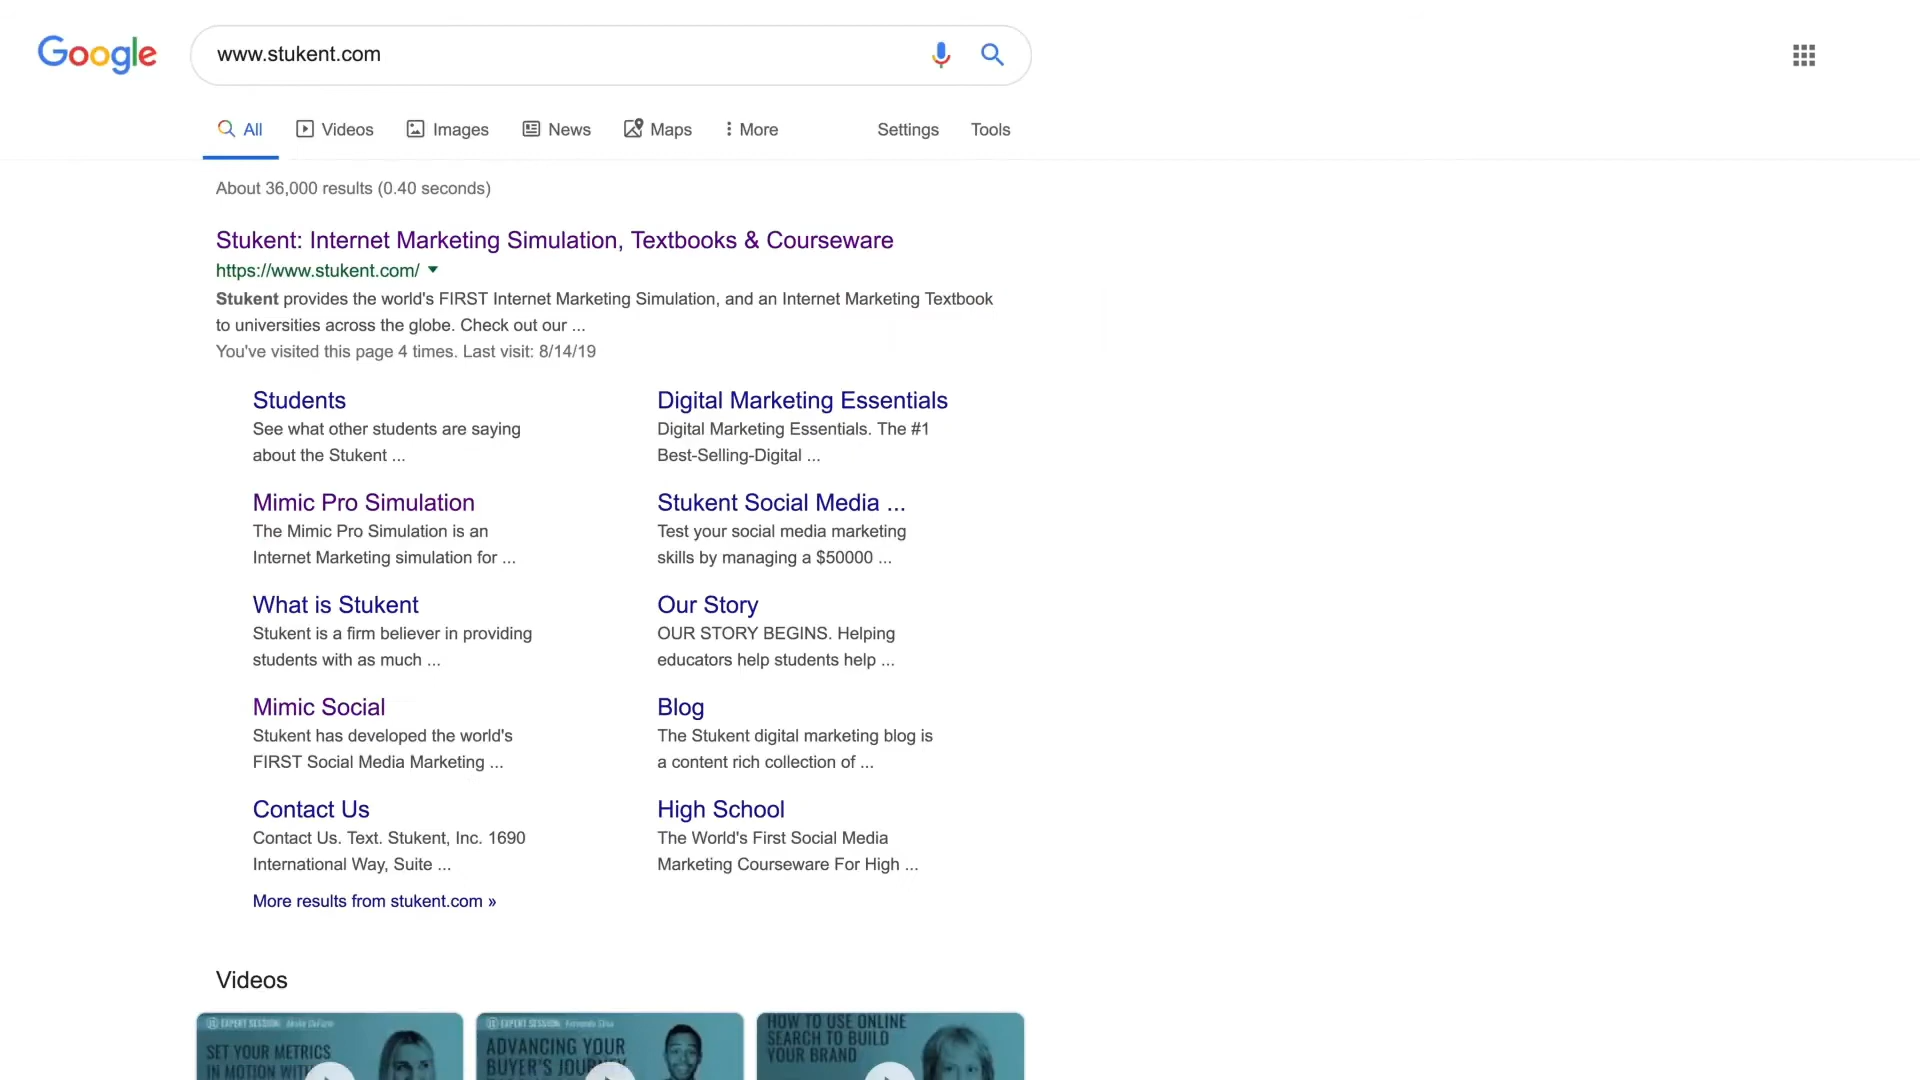 Google
www.stukent.com
All
Videos
Images
News
Maps
More
Settings
Tools
About 36,000 results (0.40 seconds)
Stukent: Internet Marketing Simulation, Textbooks & Courseware
https://www.stukent.com/
Stukent provides the world's FIRST Internet Marketing Simulation, and an Internet Marketing Textbook
to universities across the globe. Check out our ...
You've visited this page 4 times. Last visit: 8/14/19
Students
See what other students are saying
about the Stukent ...
Digital Marketing Essentials
Digital Marketing Essentials. The #1
Best-Selling-Digital ...
Mimic Pro Simulation
The Mimic Pro Simulation is an
Internet Marketing simulation for ...
Stukent Social Media ...
Test your social media marketing
skills by managing a $50000 ...
What is Stukent
Stukent is a firm believer in providing
students with as much ...
Our Story
OUR STORY BEGINS. Helping
educators help students help ...
Mimic Social
Stukent has developed the world's
FIRST Social Media Marketing ...
Blog
The Stukent digital marketing blog is
a content rich collection of ...
Contact Us
Contact Us. Text. Stukent, Inc. 1690
International Way, Suite ...
High School
The World's First Social Media
Marketing Courseware For High ...
More results from stukent.com »
Videos
EXPERT SESSION:
SET YOUR METRICS
IN MOTION WITH
EXPERT SESSION:
ADVANCING YOUR
BUYER'S JOURNEY
HOW TO USE ONLINE
SEARCH TO BUILD
YOUR BRAND